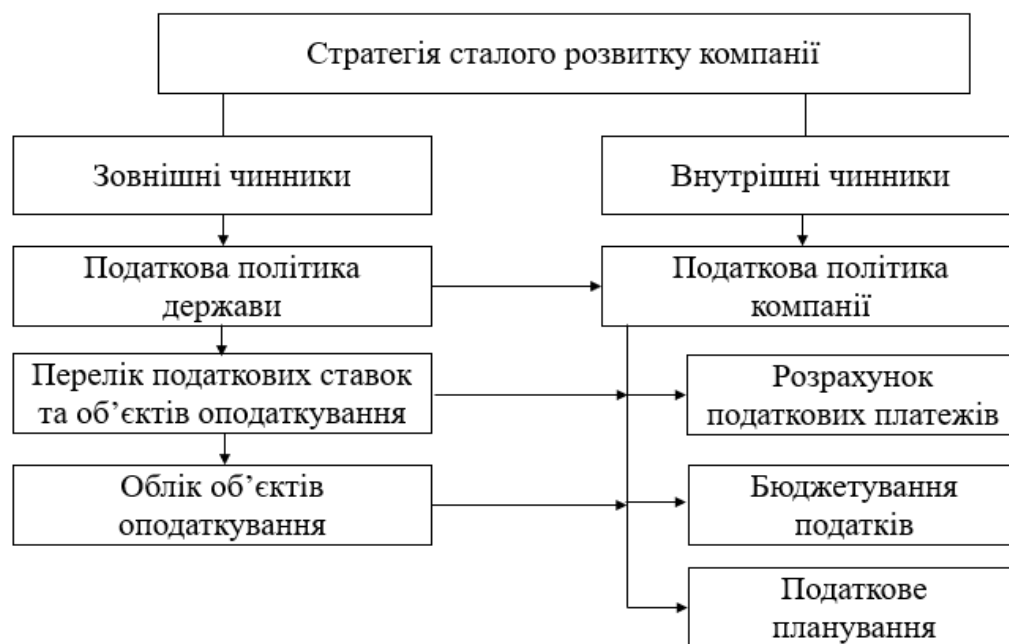 Стратегія сталого розвитку компанії
Зовнішні чинники
Внутрішні чинники
Податкова політика
держави
Податкова політика
компанії
Перелік податкових ставок
та об’єктів оподаткування
Розрахунок
податкових платежів
Облік об’єктів
оподаткування
Бюджетування
податків
Податкове
планування